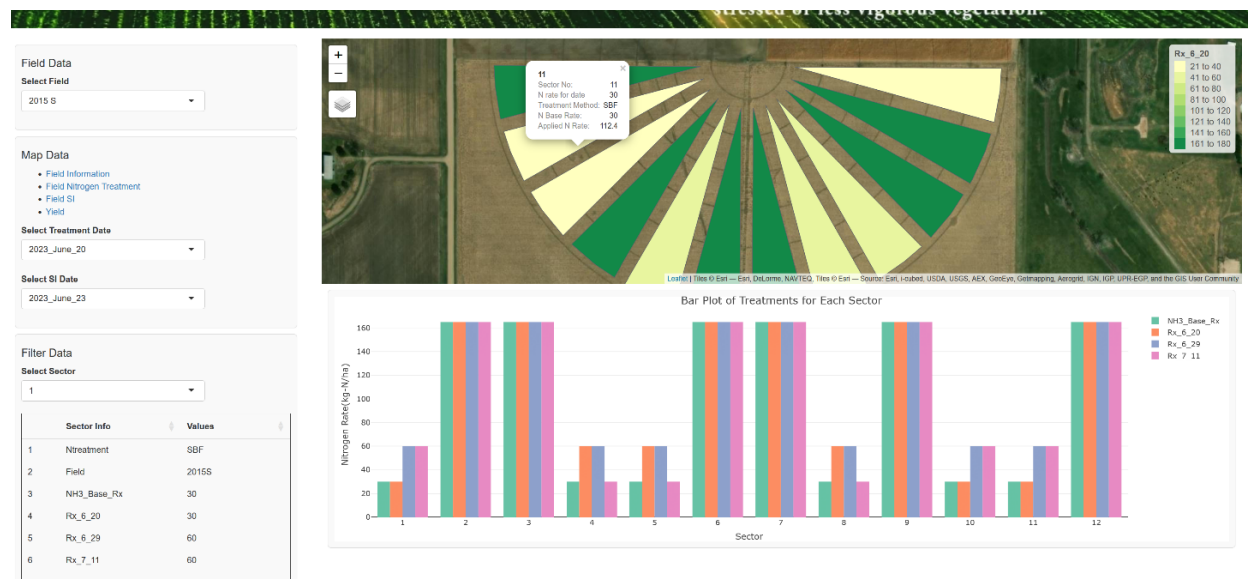 stressed or less vigorous vegetation.
Field Data
Select Field
2015 S
Map Data
Field Information
Field Nitrogen Treatment
Field SI
Yield
Select Treatment Date
2023_June_20
Select SI Date
2023_June_23
Filter Data
Select Sector
1
Sector Info Values
1 Ntreatment SBF
2 Field 2015S
3 NH3_Base_Rx 30
4 Rx_6_20 30
5 Rx_6_29 60
6 Rx_7_11 60
+
−
11
×
Sector No: 11
N rate for date 30
Treatment Method: SBF
N Base Rate: 30
Applied N Rate: 112.4
Rx_6_20
21 to 40
41 to 60
61 to 80
81 to 100
101 to 120
121 to 140
141 to 160
161 to 180
Leaflet | Tiles © Esri — Esri, DeLorme, NAVTEQ, Tiles © Esri — Source: Esri, i-cubed, USDA, USGS, AEX, GeoEye, Getmapping, Aerogrid, IGN, IGP, UPR-EGP, and the GIS User Community
Bar Plot of Treatments for Each Sector
Nitrogen Rate(kg-N/ha)
160
140
120
100
80
60
40
20
0
1 2 3 4 5 6 7 8 9 10 11 12
Sector
NH3_Base_Rx
Rx_6_20
Rx_6_29
Rx_7_11